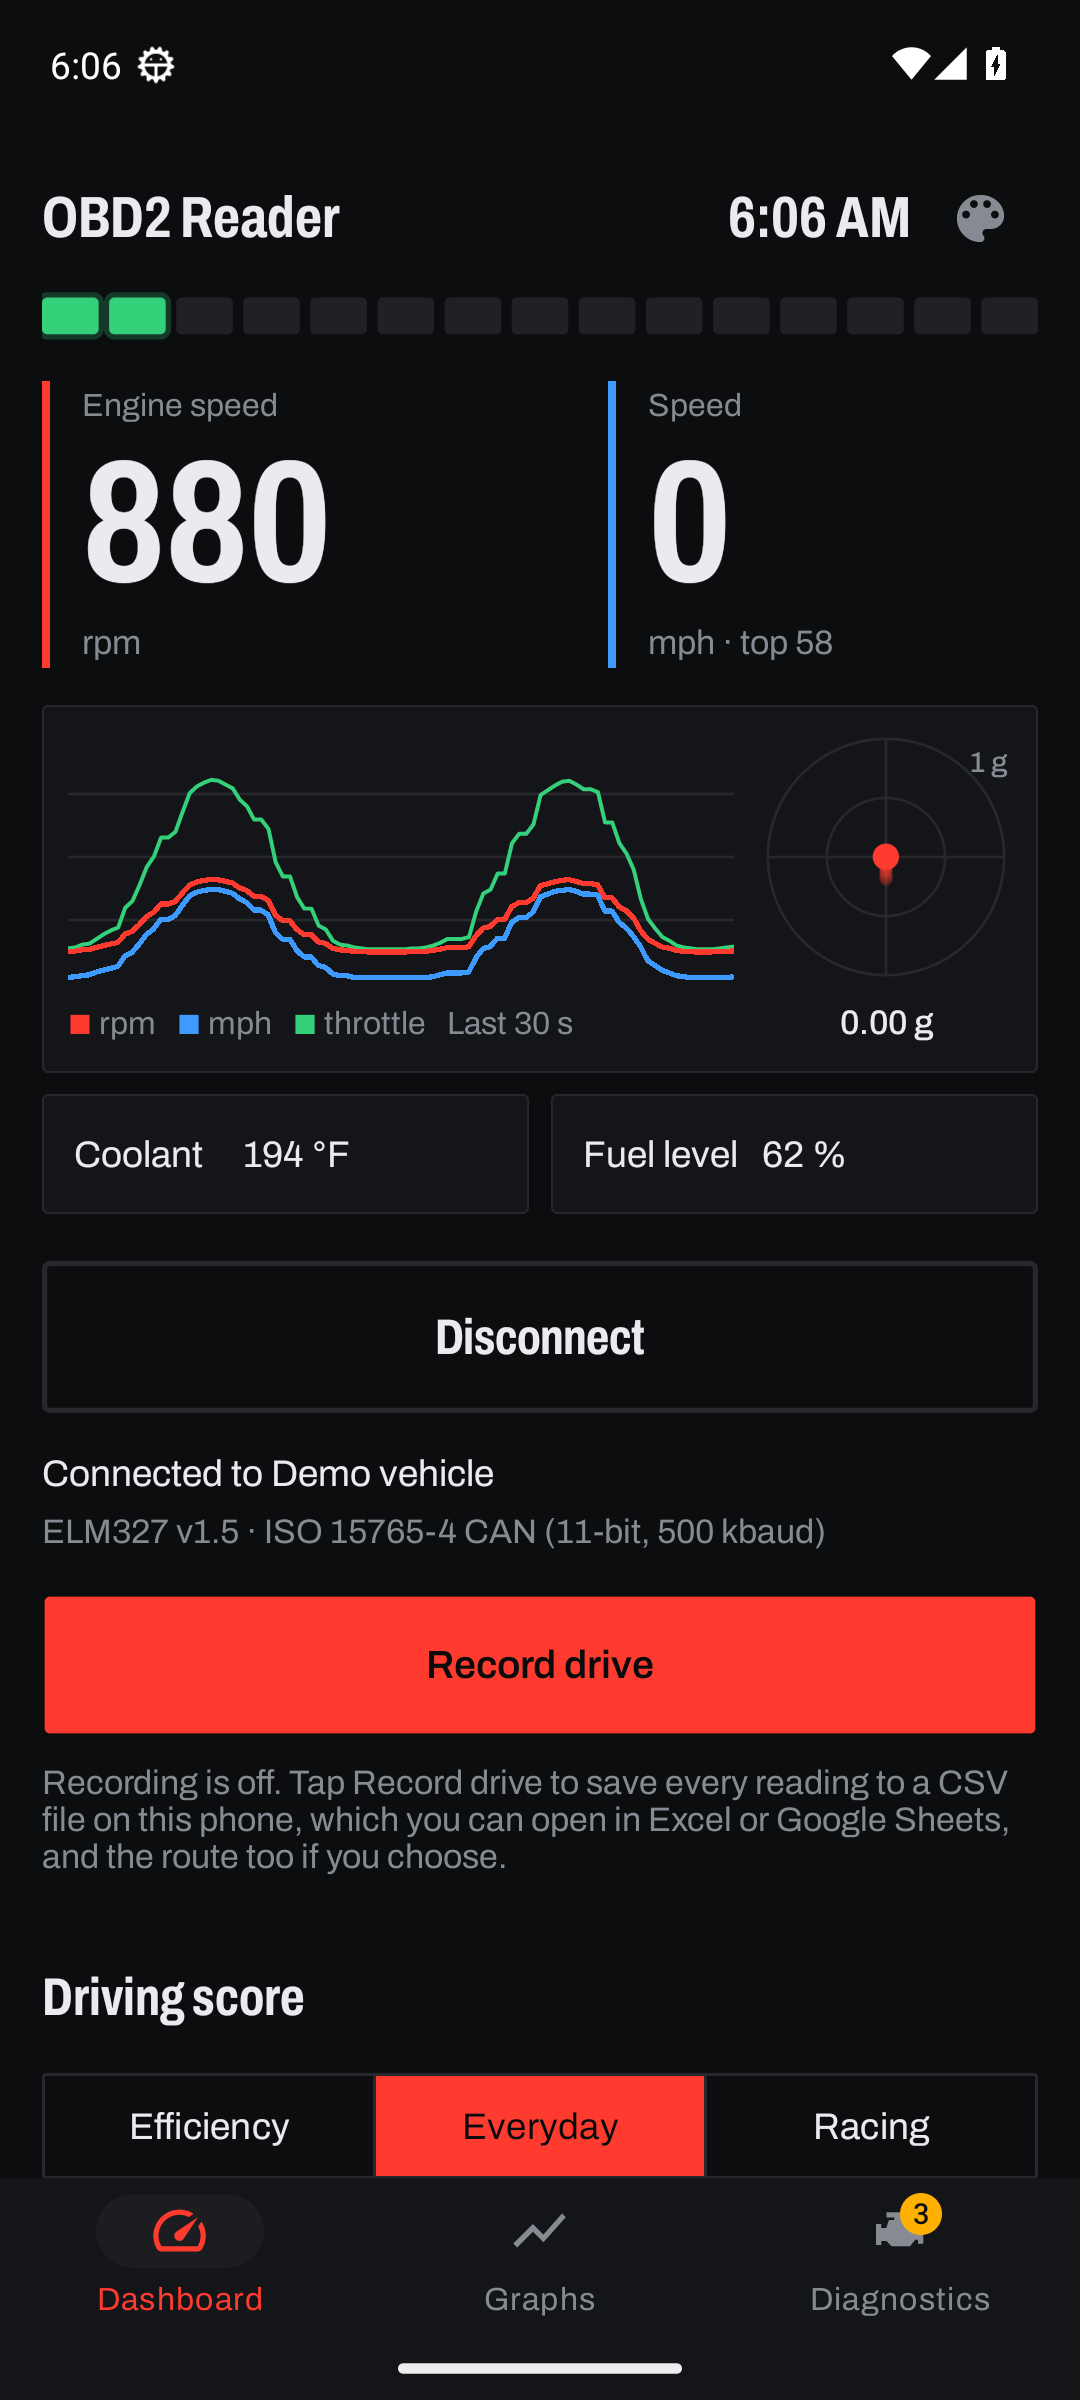 6:06
OBD2 Reader
6:06 AM
Engine speed
880
rpm
Speed
0
mph · top 58
1 g
rpm mph throttle Last 30 s
0.00 g
Coolant 194 °F
Fuel level 62 %
Disconnect
Connected to Demo vehicle
ELM327 v1.5 · ISO 15765-4 CAN (11-bit, 500 kbaud)
Record drive
Recording is off. Tap Record drive to save every reading to a CSV
file on this phone, which you can open in Excel or Google Sheets,
and the route too if you choose.
Driving score
Efficiency
Everyday
Racing
3
Dashboard
Graphs
Diagnostics